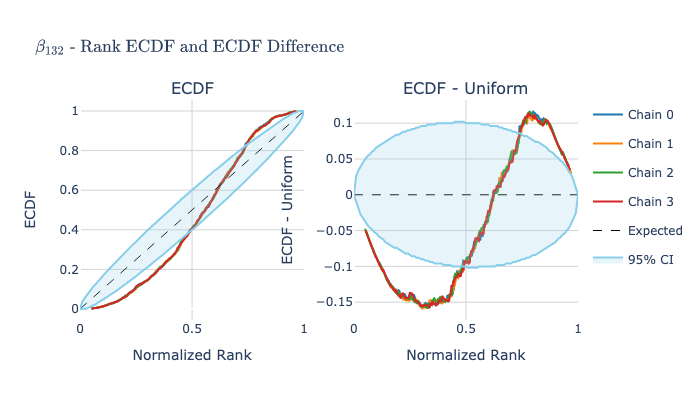 β₁₃₂ - Rank ECDF and ECDF Difference
ECDF
ECDF
1
0.8
0.6
0.4
0.2
0
0
0.5
1
Normalized Rank
ECDF - Uniform
ECDF - Uniform
0.1
0.05
0
−0.05
−0.1
−0.15
0
0.5
1
Normalized Rank
Chain 0
Chain 1
Chain 2
Chain 3
Expected
95% CI